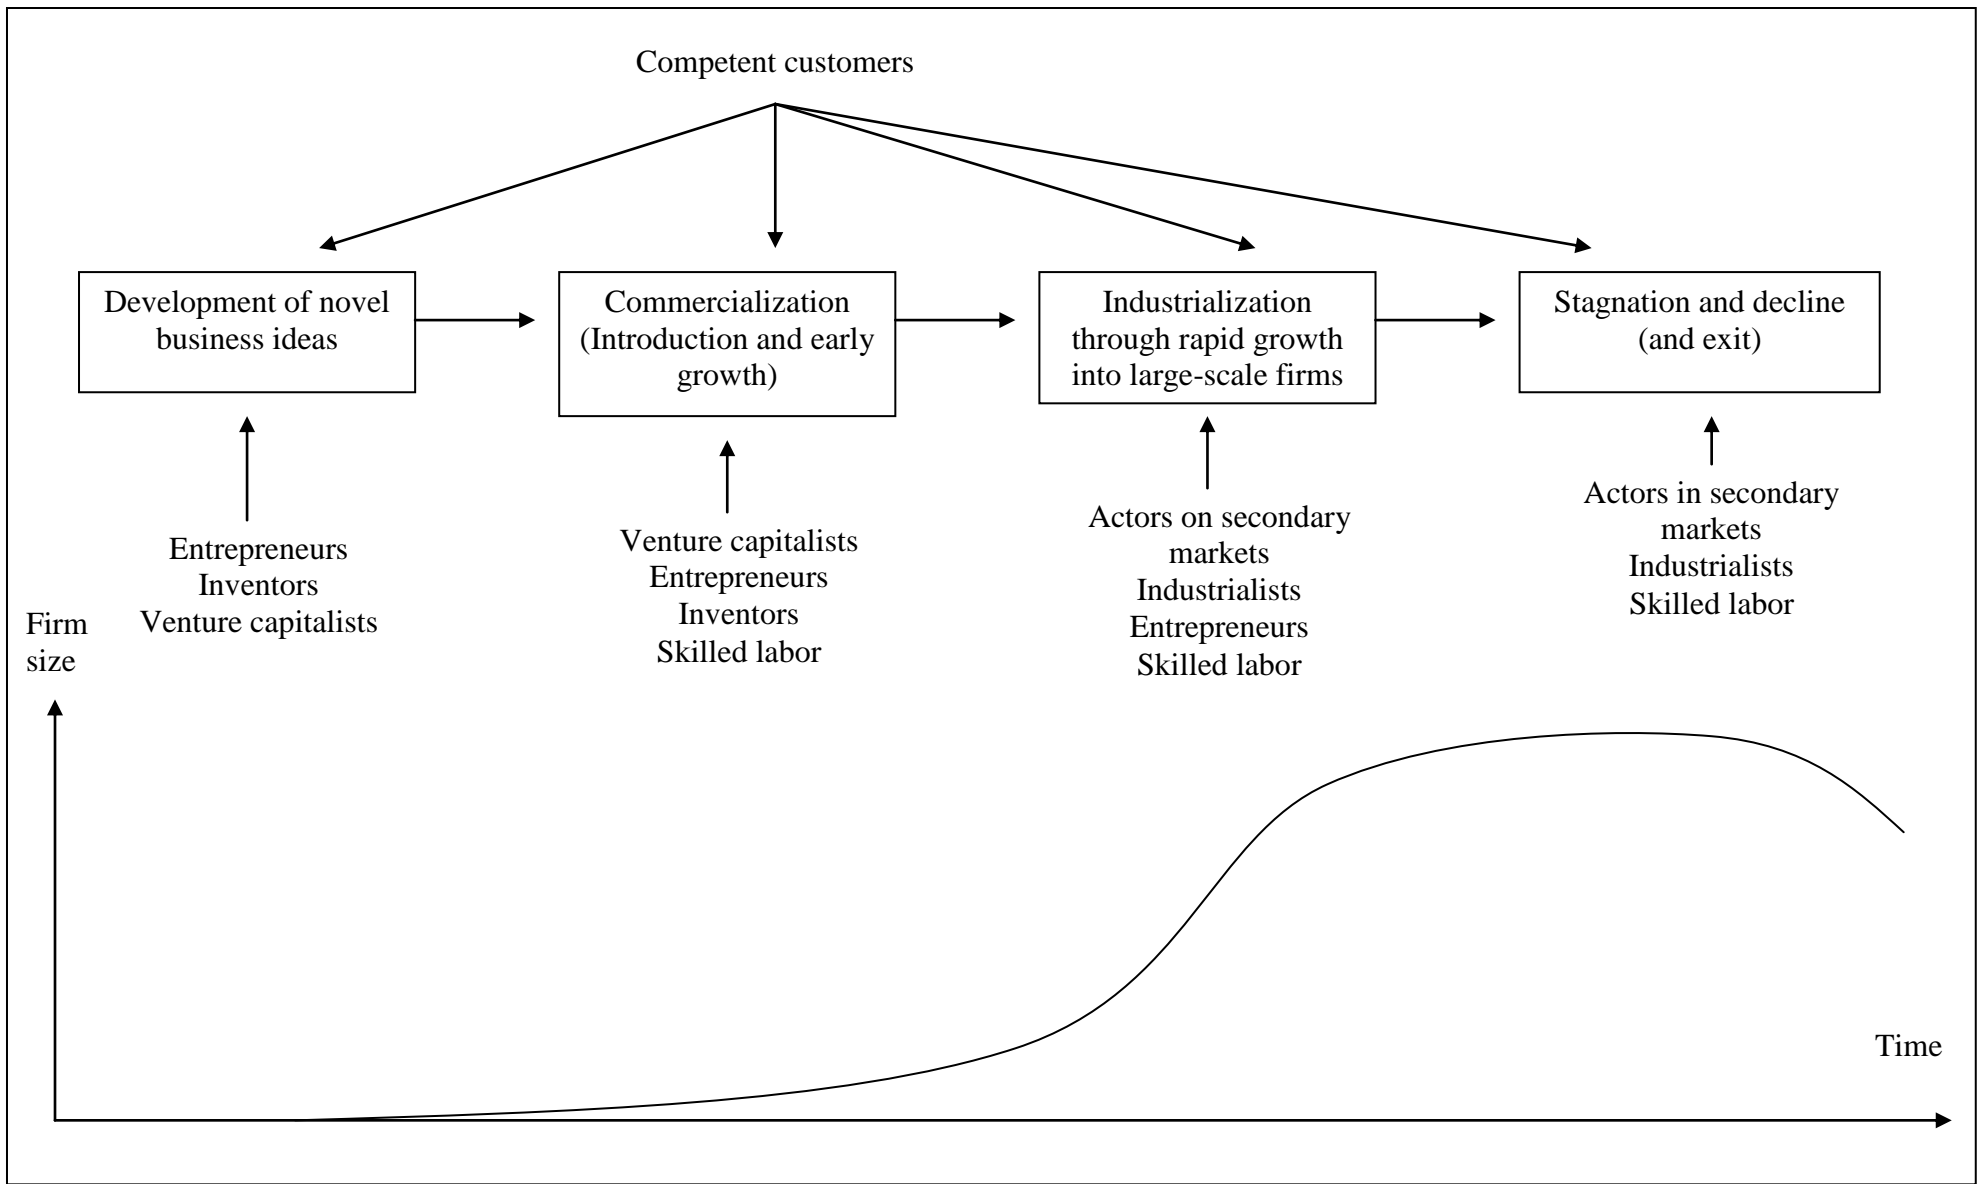 Competent customers
Development of novel
business ideas
Commercialization
(Introduction and early
growth)
Industrialization
through rapid growth
into large-scale firms
Stagnation and decline
(and exit)
Entrepreneurs
Inventors
Venture capitalists
Venture capitalists
Entrepreneurs
Inventors
Skilled labor
Actors on secondary
markets
Industrialists
Entrepreneurs
Skilled labor
Actors in secondary
markets
Industrialists
Skilled labor
Firm
size
Time